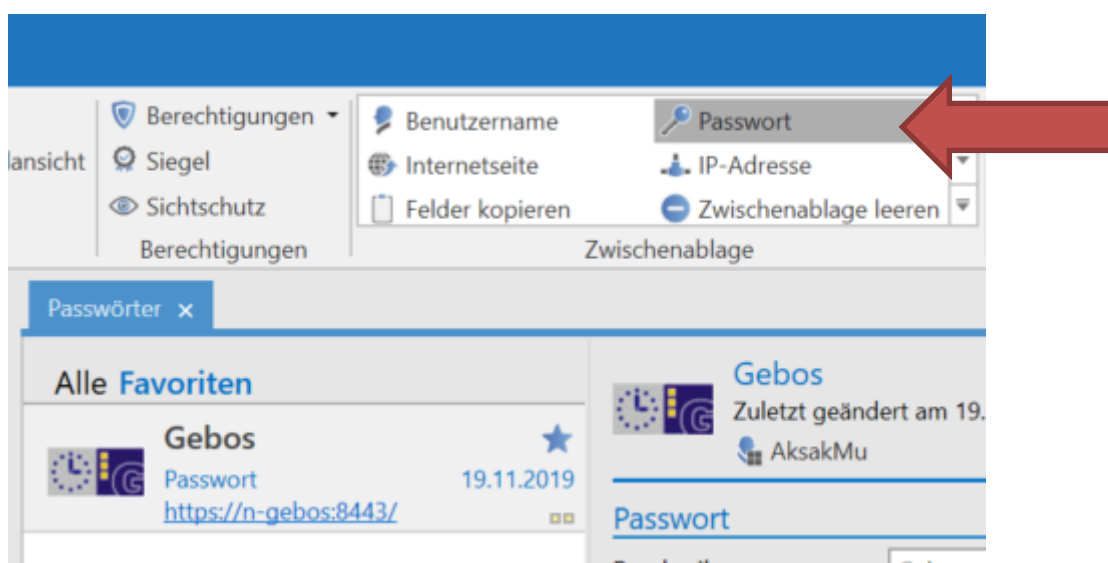 Berechtigungen
Benutzername
Passwort
lansicht
Siegel
Internetseite
IP-Adresse
Sichtschutz
Felder kopieren
Zwischenablage leeren
Berechtigungen
Zwischenablage
Passwörter x
Alle Favoriten
Gebos
Passwort
19.11.2019
https://n-gebos:8443/
Gebos
Zuletzt geändert am 19.
AksakMu
Passwort